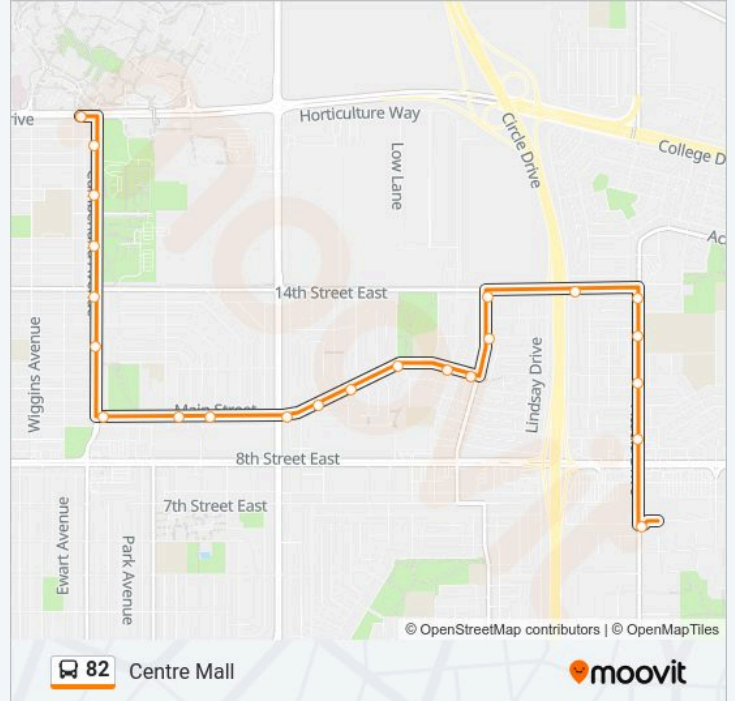 rive
Horticulture Way
Circle Drive
College D
Low Lane
Ac
14th Street East
Wiggins Avenue
Lindsay Drive
Main Street
8th Street East
7th Street East
Ewart Avenue
Park Avenue
© OpenStreetMap contributors | © OpenMapTiles
82 Centre Mall
moovit